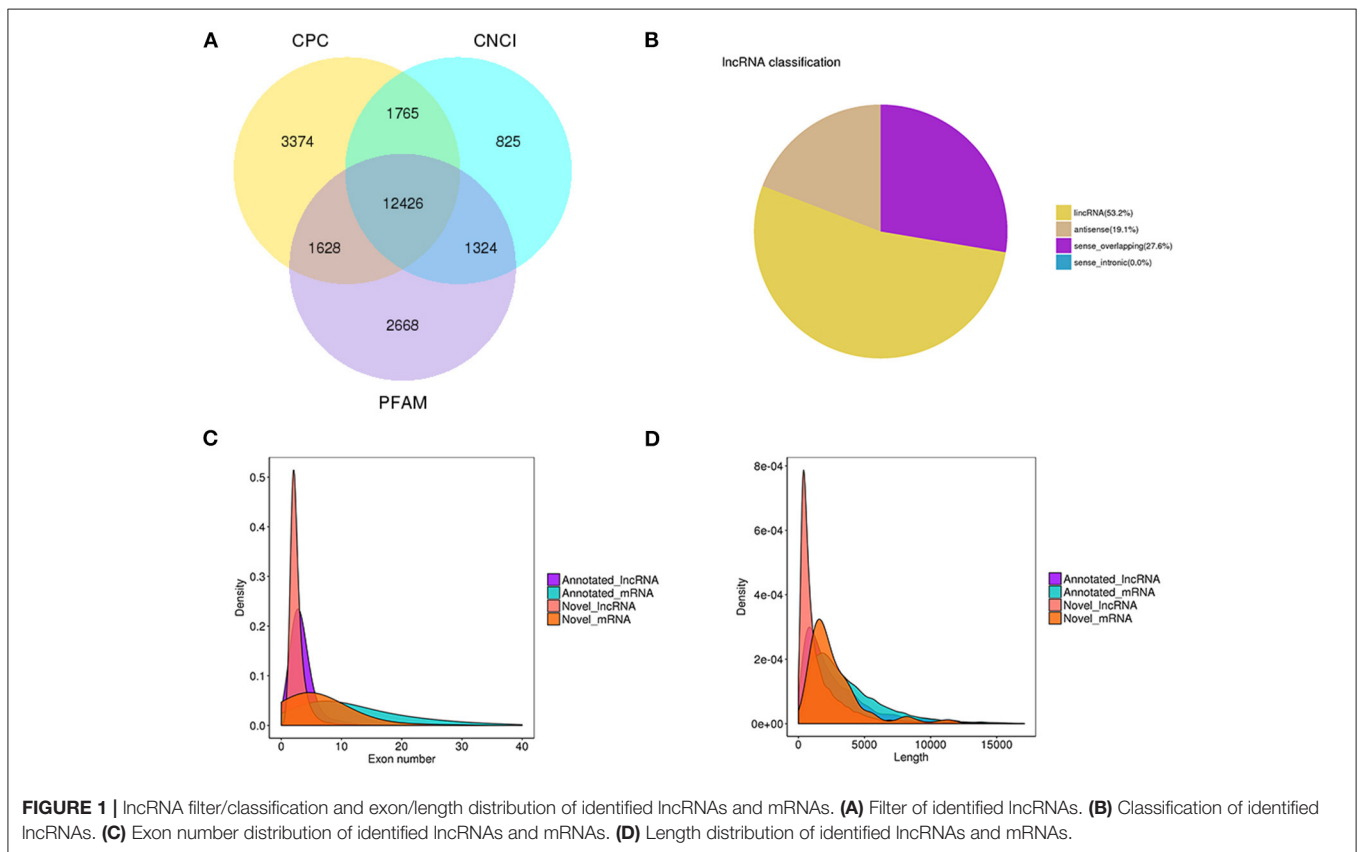 A
CPC
CNCI
1765
3374
825
12426
1628
1324
2668
PFAM
B
lncRNA classification
lincRNA(53.2%)
antisense(19.1%)
sense_overlapping(27.6%)
sense_intronic(0.0%)
C
0.5
0.4
0.3
0.2
0.1
0.0
Density
0
10
20
30
40
Exon number
Annotated_lncRNA
Annotated_mRNA
Novel_lncRNA
Novel_mRNA
D
8e-04
6e-04
4e-04
2e-04
0e+00
Density
0
5000
10000
15000
Length
Annotated_lncRNA
Annotated_mRNA
Novel_lncRNA
Novel_mRNA
FIGURE 1 | lncRNA filter/classification and exon/length distribution of identified lncRNAs and mRNAs. (A) Filter of identified lncRNAs. (B) Classification of identified
lncRNAs. (C) Exon number distribution of identified lncRNAs and mRNAs. (D) Length distribution of identified lncRNAs and mRNAs.